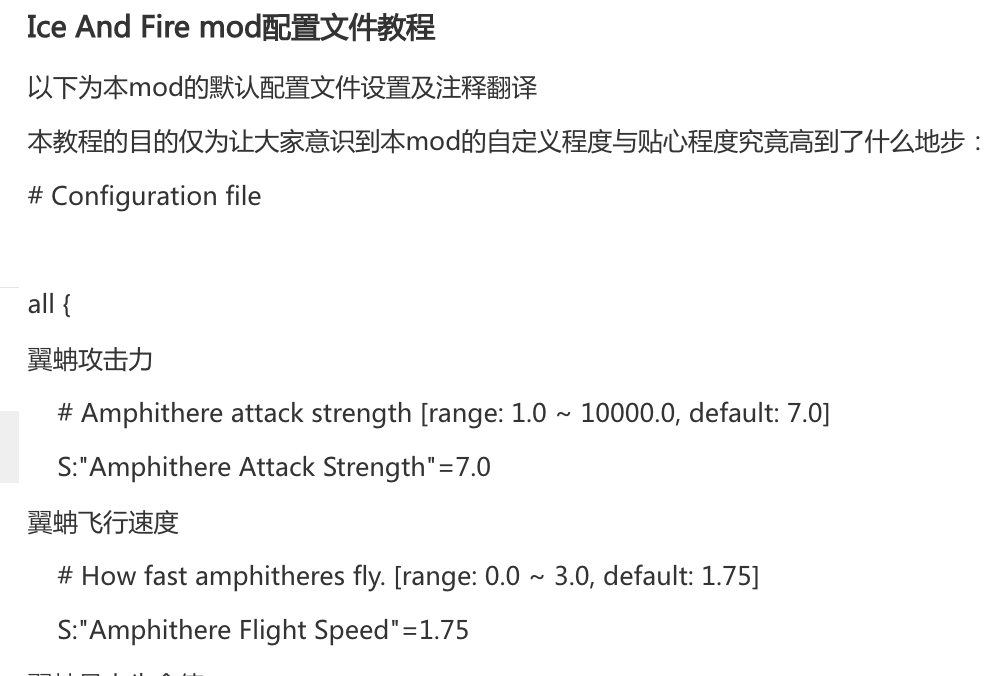 Ice And Fire mod配置文件教程
以下为本mod的默认配置文件设置及注释翻译
本教程的目的仅为让大家意识到本mod的自定义程度与贴心程度究竟高到了什么地步：
# Configuration file
all {
翼蚺攻击力
# Amphithere attack strength [range: 1.0 ~ 10000.0, default: 7.0]
S:"Amphithere Attack Strength"=7.0
翼蚺飞行速度
# How fast amphitheres fly. [range: 0.0 ~ 3.0, default: 1.75]
S:"Amphithere Flight Speed"=1.75